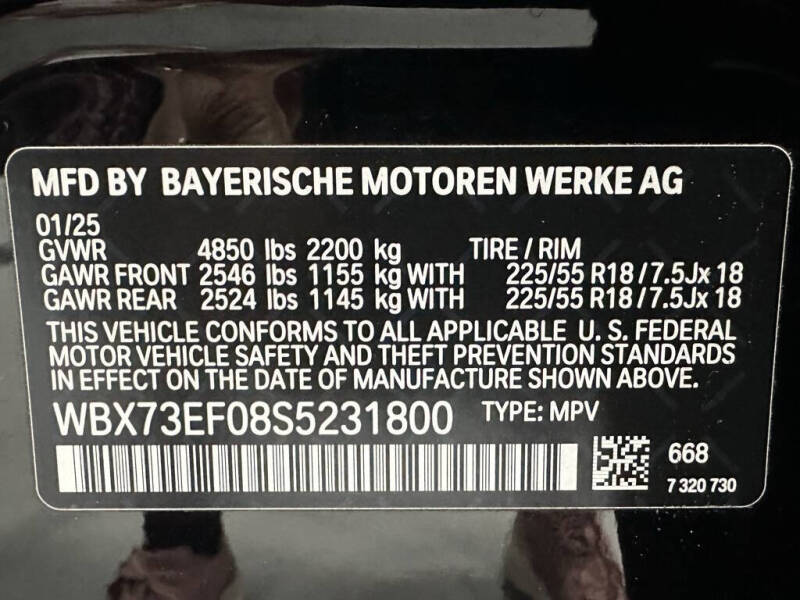 MFD BY BAYERISCHE MOTOREN WERKE AG
01/25
GVWR 4850 lbs 2200 kg TIRE / RIM
GAWR FRONT 2546 lbs 1155 kg WITH 225/55 R18 / 7.5Jx 18
GAWR REAR 2524 lbs 1145 kg WITH 225/55 R18 / 7.5Jx 18
THIS VEHICLE CONFORMS TO ALL APPLICABLE U. S. FEDERAL
MOTOR VEHICLE SAFETY AND THEFT PREVENTION STANDARDS
IN EFFECT ON THE DATE OF MANUFACTURE SHOWN ABOVE.
WBX73EF08S5231800 TYPE: MPV
668
7 320 730